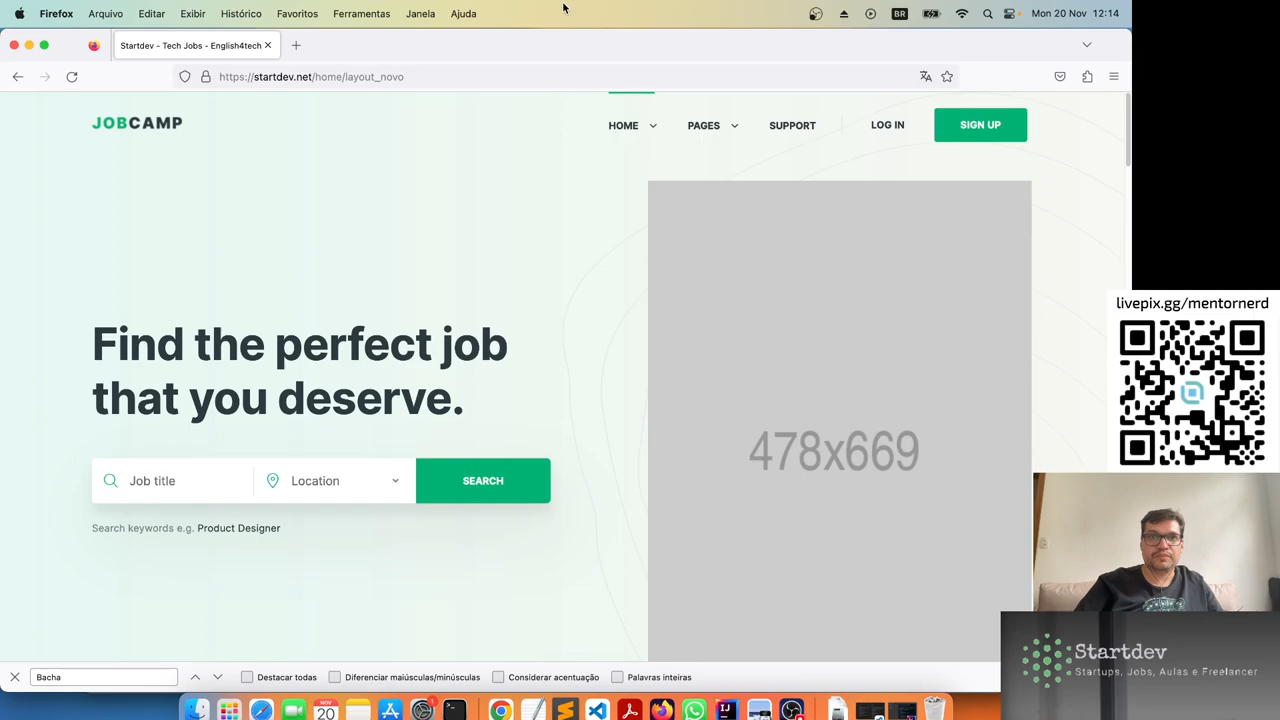 Firefox Arquivo Editar Exibir Histórico Favoritos Ferramentas Janela Ajuda BR Mon 20 Nov 12:14
Startdev - Tech Jobs - English4tech
https://startdev.net/home/layout_novo
JOBCAMP HOME PAGES SUPPORT LOG IN SIGN UP
livepix.gg/mentornerd
Find the perfect job
that you deserve.
478x669
Job title Location SEARCH
Search keywords e.g. Product Designer
Startdev
Startups, Jobs, Aulas e Freelancer
Bacha Destacar todas Diferenciar maiúsculas/minúsculas Considerar acentuação Palavras inteiras
NOV
20